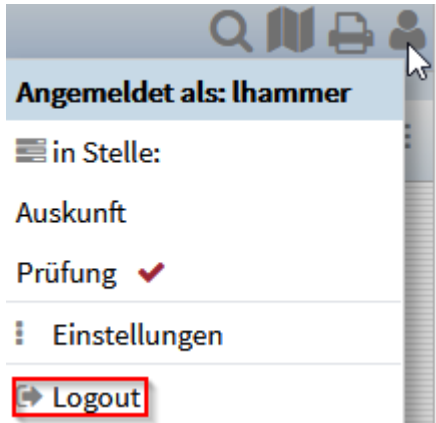 Angemeldet als: lhammer
in Stelle:
Auskunft
Prüfung
Einstellungen
Logout